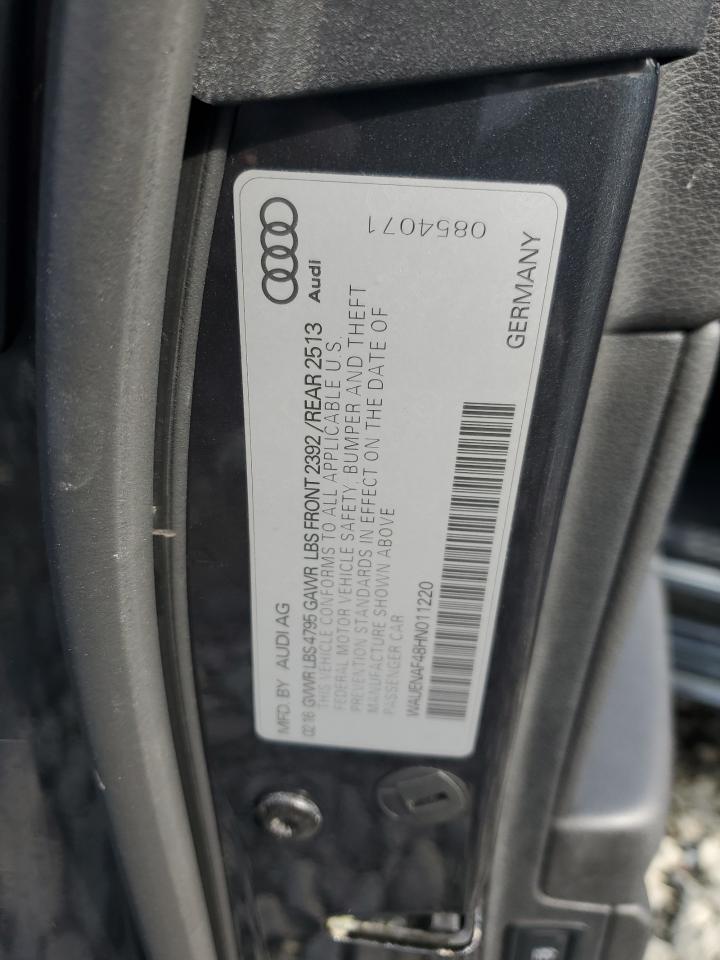 Audi
0854071
MFD. BY AUDI AG
GERMANY
02 16 GVWR LBS 4795 GAWR LBS FRONT 2392 / REAR 2513
THIS VEHICLE CONFORMS TO ALL APPLICABLE U.S.
FEDERAL MOTOR VEHICLE SAFETY, BUMPER AND THEFT
PREVENTION STANDARDS IN EFFECT ON THE DATE OF
MANUFACTURE SHOWN ABOVE
PASSENGER CAR
WAUENAF48HN011220